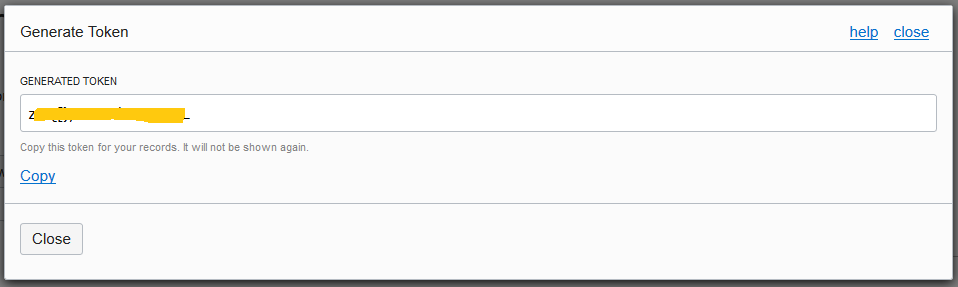 Generate Token
help close
GENERATED TOKEN
Copy this token for your records. It will not be shown again.
Copy
Close